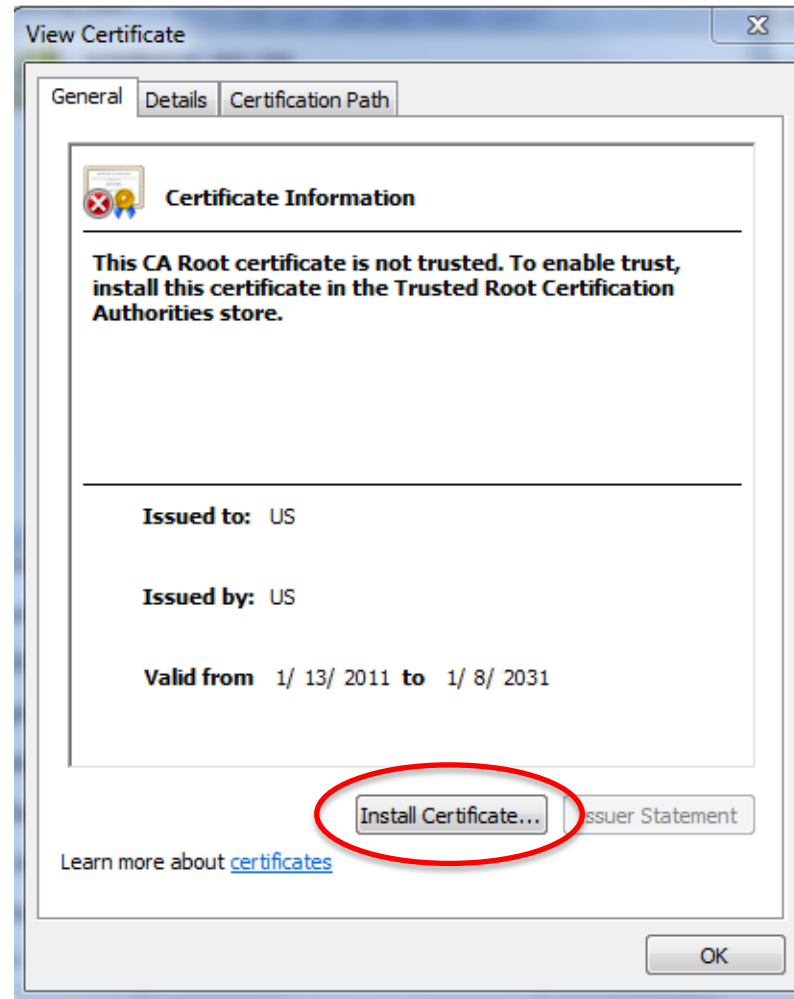 View Certificate
General Details Certification Path
Certificate Information
This CA Root certificate is not trusted. To enable trust,
install this certificate in the Trusted Root Certification
Authorities store.
Issued to: US
Issued by: US
Valid from 1/ 13/ 2011 to 1/ 8/ 2031
Install Certificate... ssuer Statement
Learn more about certificates
OK